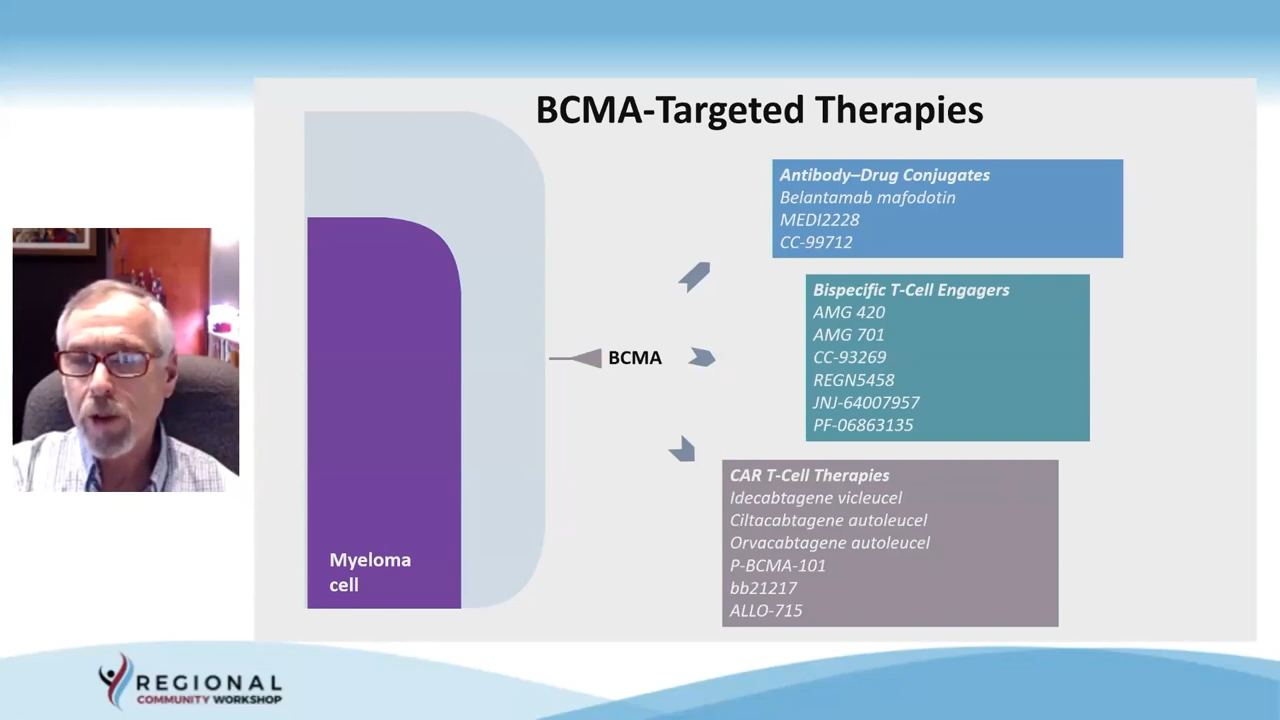 BCMA-Targeted Therapies
Antibody–Drug Conjugates
Belantamab mafodotin
MEDI2228
CC-99712
Bispecific T-Cell Engagers
AMG 420
AMG 701
CC-93269
REGN5458
JNJ-64007957
PF-06863135
BCMA
CAR T-Cell Therapies
Idecabtagene vicleucel
Ciltacabtagene autoleucel
Orvacabtagene autoleucel
P-BCMA-101
bb21217
ALLO-715
Myeloma
cell
REGIONAL
COMMUNITY WORKSHOP